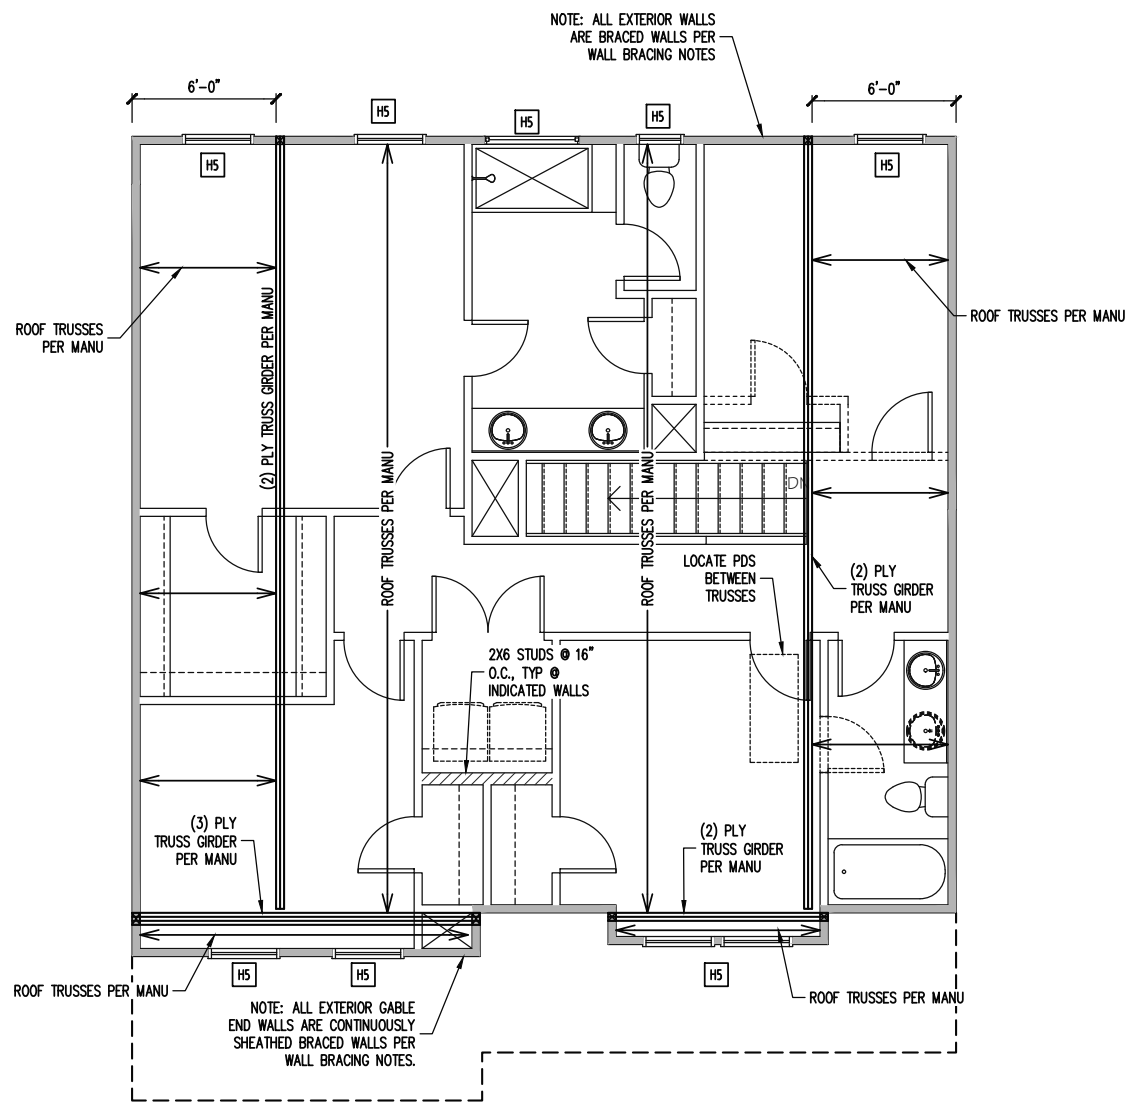 NOTE: ALL EXTERIOR WALLS
ARE BRACED WALLS PER
WALL BRACING NOTES
6'-0"
6'-0"
H5
H5
H5
H5
H5
ROOF TRUSSES
PER MANU
(2) PLY TRUSS GIRDER PER MANU
ROOF TRUSSES PER MANU
ROOF TRUSSES PER MANU
ROOF TRUSSES PER MANU
LOCATE PDS
BETWEEN
TRUSSES
(2) PLY
TRUSS GIRDER
PER MANU
2X6 STUDS @ 16"
O.C., TYP @
INDICATED WALLS
(3) PLY
TRUSS GIRDER
PER MANU
(2) PLY
TRUSS GIRDER
PER MANU
H5
H5
H5
ROOF TRUSSES PER MANU
ROOF TRUSSES PER MANU
NOTE: ALL EXTERIOR GABLE
END WALLS ARE CONTINUOUSLY
SHEATHED BRACED WALLS PER
WALL BRACING NOTES.